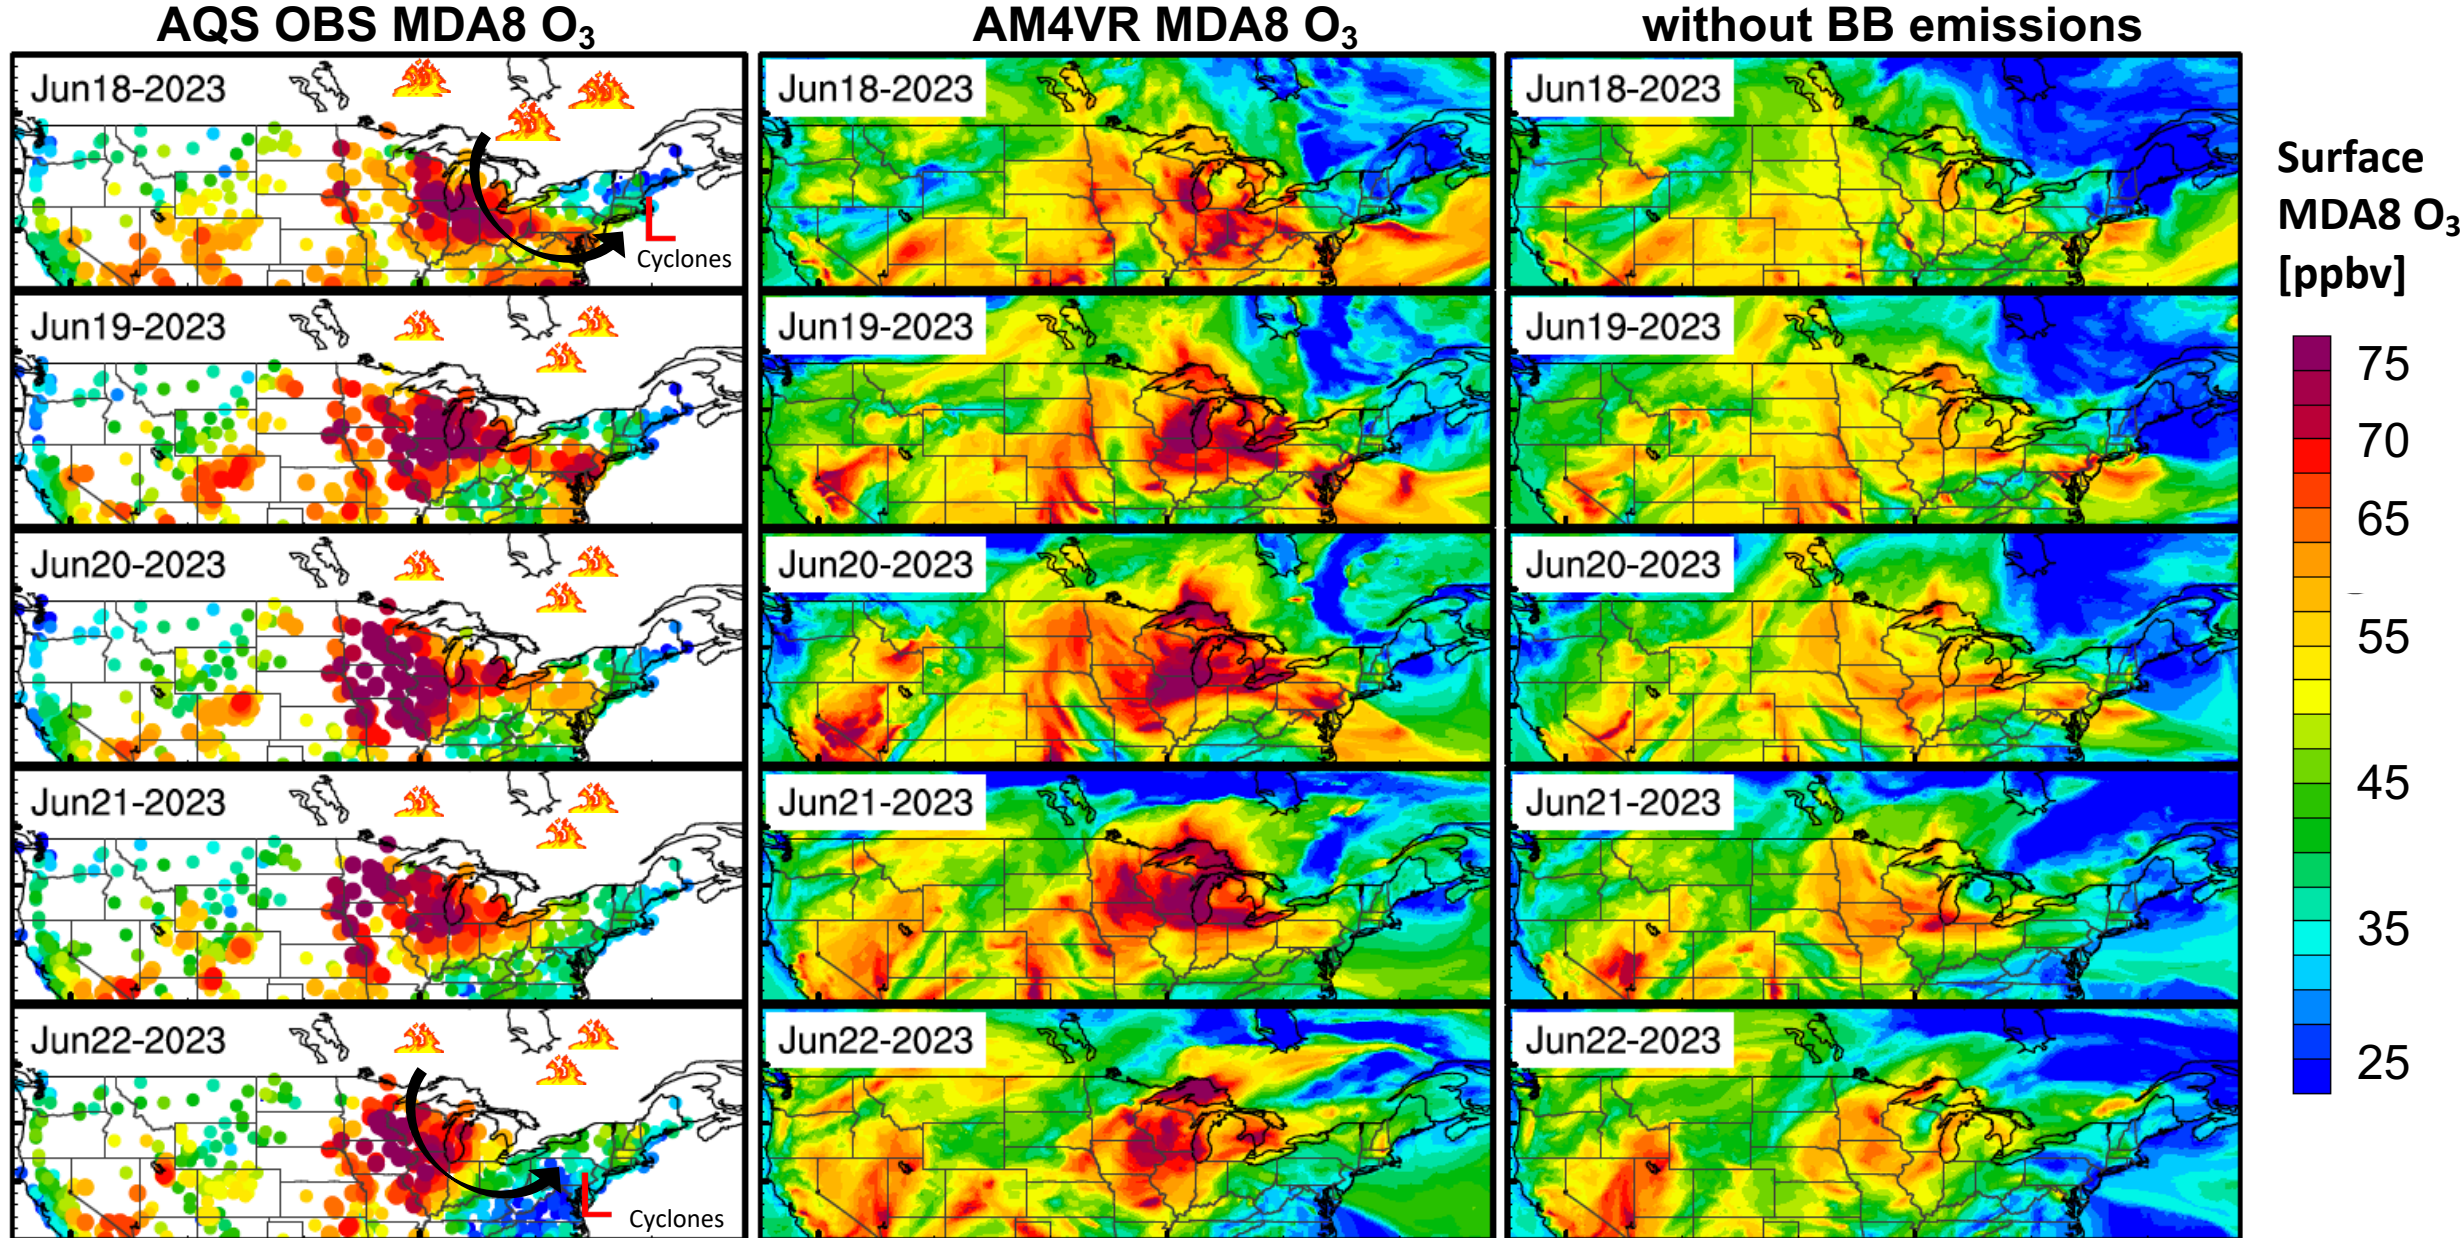 AQS OBS MDA8 O₃
AM4VR MDA8 O₃
without BB emissions
Jun18-2023
L
Cyclones
Jun18-2023
Jun18-2023
Jun19-2023
Jun19-2023
Jun19-2023
Jun20-2023
Jun20-2023
Jun20-2023
Jun21-2023
Jun21-2023
Jun21-2023
Jun22-2023
L
Cyclones
Jun22-2023
Jun22-2023
Surface
MDA8 O₃
[ppbv]
75
70
65
55
45
35
25